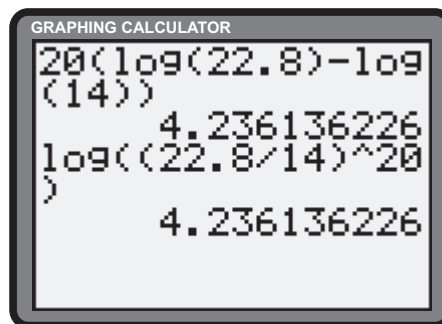 GRAPHING CALCULATOR
20(log(22.8)-log
(14))
4.236136226
log((22.8/14)^20
)
4.236136226